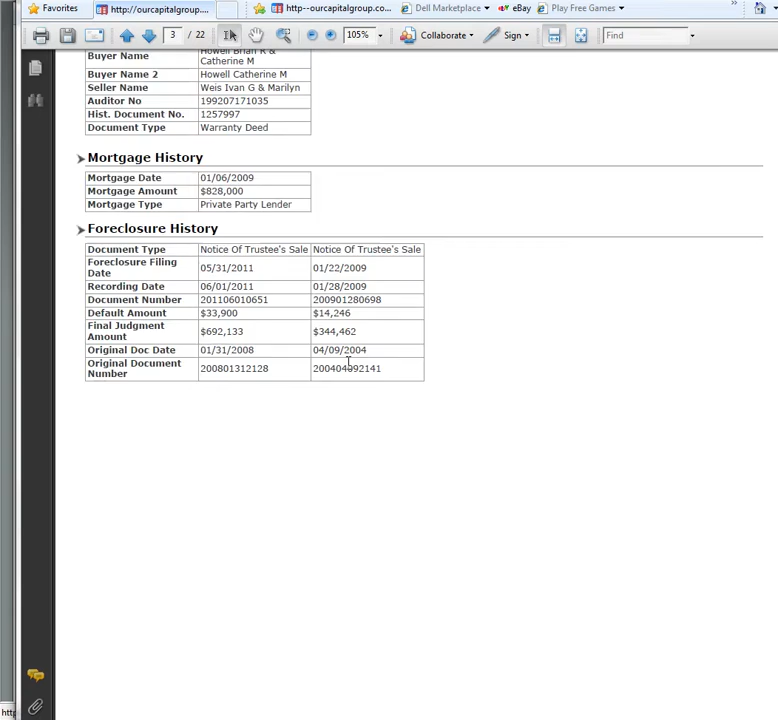 Favorites http://ourcapitalgroup.... http--ourcapitalgroup.co... Dell Marketplace eBay Play Free Games
3 / 22 105% Collaborate Sign Find
Howell Brian R &
Buyer Name Catherine M
Buyer Name 2 Howell Catherine M
Seller Name Weis Ivan G & Marilyn
Auditor No 199207171035
Hist. Document No. 1257997
Document Type Warranty Deed
Mortgage History
Mortgage Date 01/06/2009
Mortgage Amount $828,000
Mortgage Type Private Party Lender
Foreclosure History
Document Type Notice Of Trustee's Sale Notice Of Trustee's Sale
Foreclosure Filing Date 05/31/2011 01/22/2009
Recording Date 06/01/2011 01/28/2009
Document Number 201106010651 200901280698
Default Amount $33,900 $14,246
Final Judgment Amount $692,133 $344,462
Original Doc Date 01/31/2008 04/09/2004
Original Document Number 200801312128 200404092141
http